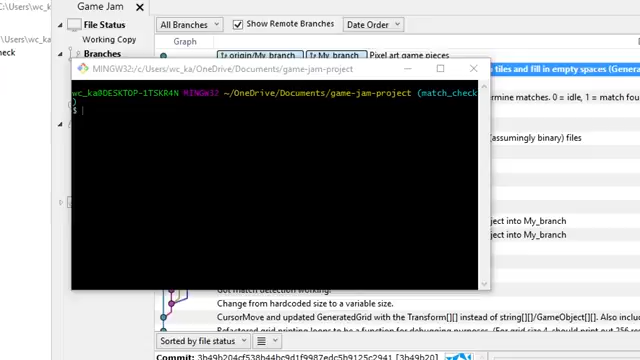 Game Jam
File Status
Working Copy
Branches
s\wc_ka\
eck
\Users\w
All Branches
Show Remote Branches
Date Order
Graph
origin/My_branch
My_branch
Pixel art game pieces
tiles and fill in empty spaces (Genera
MINGW32:/c/Users/wc_ka/OneDrive/Documents/game-jam-project
wc_ka@DESKTOP-1TSKR4N MINGW32 ~/OneDrive/Documents/game-jam-project (match_check
)
$
ermine matches. 0 = idle, 1 = match fou
(assumingly binary) files
ject into My_branch
ject into My_branch
Got match detection working.
Change from hardcoded size to a variable size.
CursorMove and updated GeneratedGrid with the Transform[][] instead of string[][]/GameObject[][]. Also inclu
Refactored grid printing loops to be a function for debugging purposes. (For grid size 4, should print out 256
Sorted by file status
Commit: 3b49b204cf538b44bc9d1f9987edc5b9125c2941 [3b49b20]